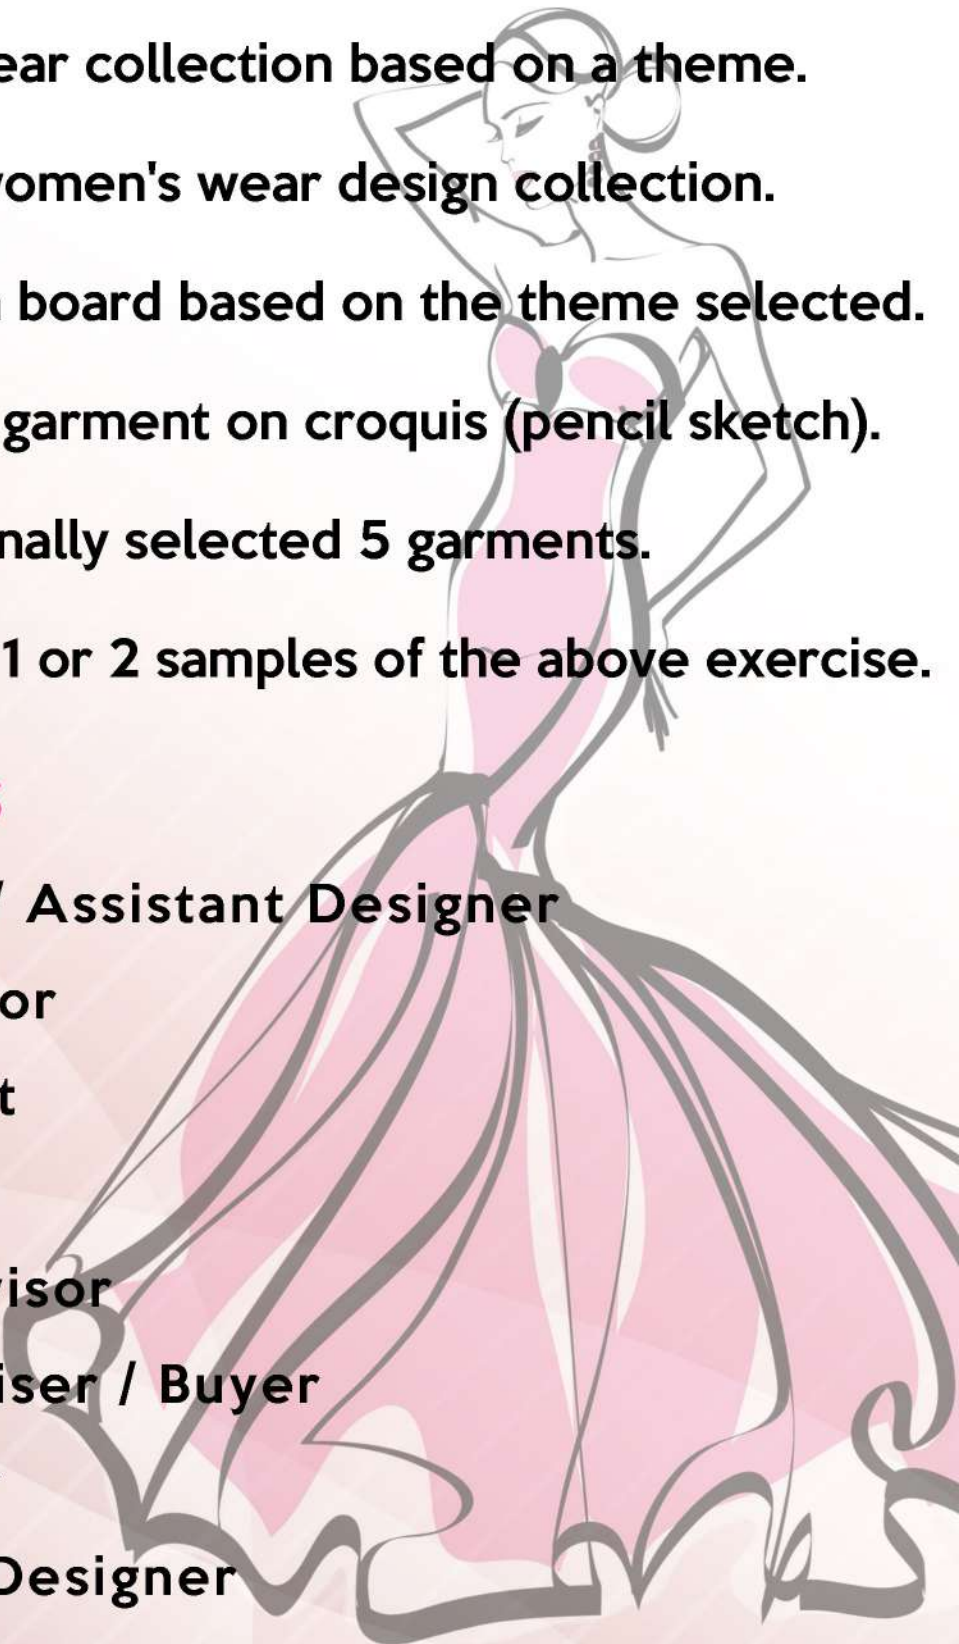 ear collection based on a theme.
women's wear design collection.
board based on the theme selected.
garment on croquis (pencil sketch).
nally selected 5 garments.
1 or 2 samples of the above exercise.
/ Assistant Designer
or
t
isor
iser / Buyer
Designer